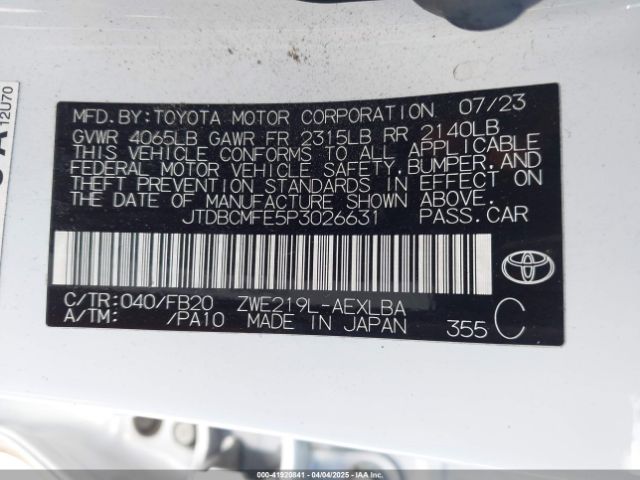 MFD.BY:TOYOTA MOTOR CORPORATION 07/23
GVWR 4065LB GAWR FR 2315LB RR 2140LB
THIS VEHICLE CONFORMS TO ALL APPLICABLE
FEDERAL MOTOR VEHICLE SAFETY,BUMPER,AND
THEFT PREVENTION STANDARDS IN EFFECT ON
THE DATE OF MANUFACTURE SHOWN ABOVE.
JTDBCMFE5P3026631 PASS.CAR
C/TR:040/FB20 ZWE219L-AEXLBA
A/TM: /PA10 MADE IN JAPAN 355 C
12U70
000-41920841 04/04/2025 IAAI.COM